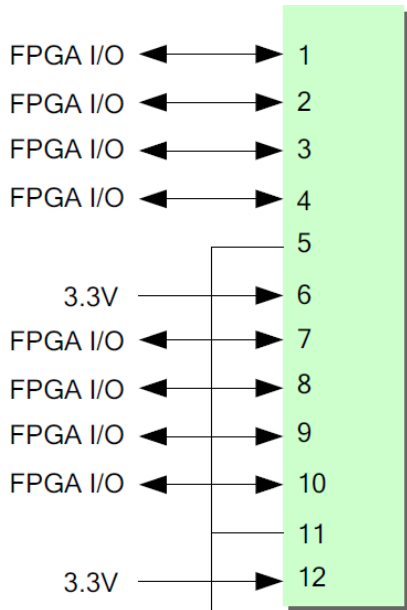 FPGA I/O 1
FPGA I/O 2
FPGA I/O 3
FPGA I/O 4
5
3.3V 6
FPGA I/O 7
FPGA I/O 8
FPGA I/O 9
FPGA I/O 10
11
3.3V 12